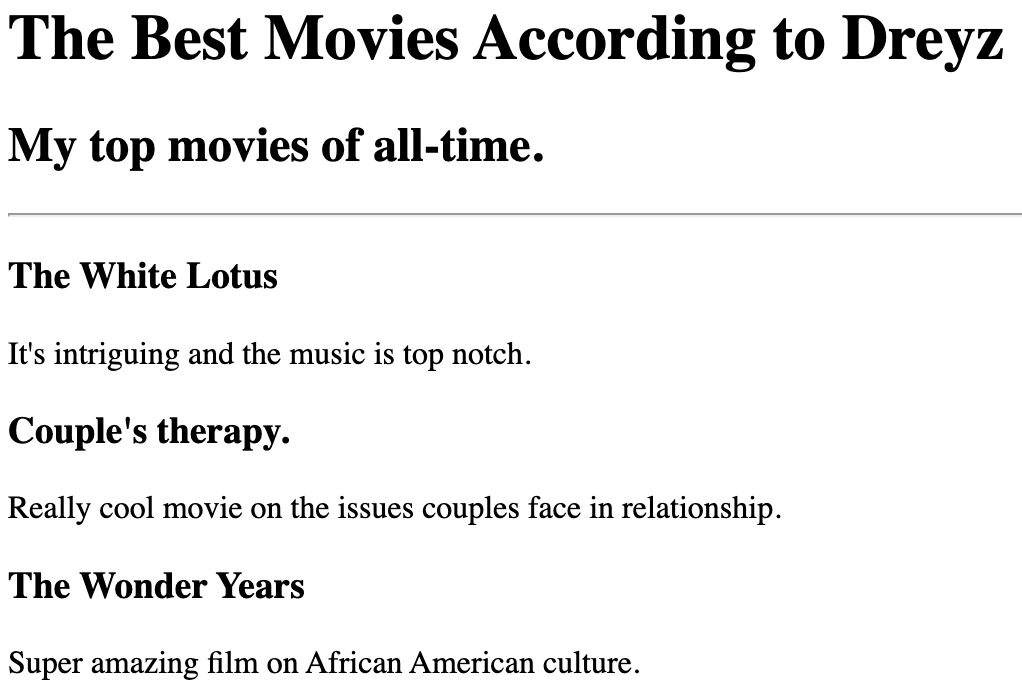 The Best Movies According to Dreyz
My top movies of all-time.
The White Lotus
It's intriguing and the music is top notch.
Couple's therapy.
Really cool movie on the issues couples face in relationship.
The Wonder Years
Super amazing film on African American culture.